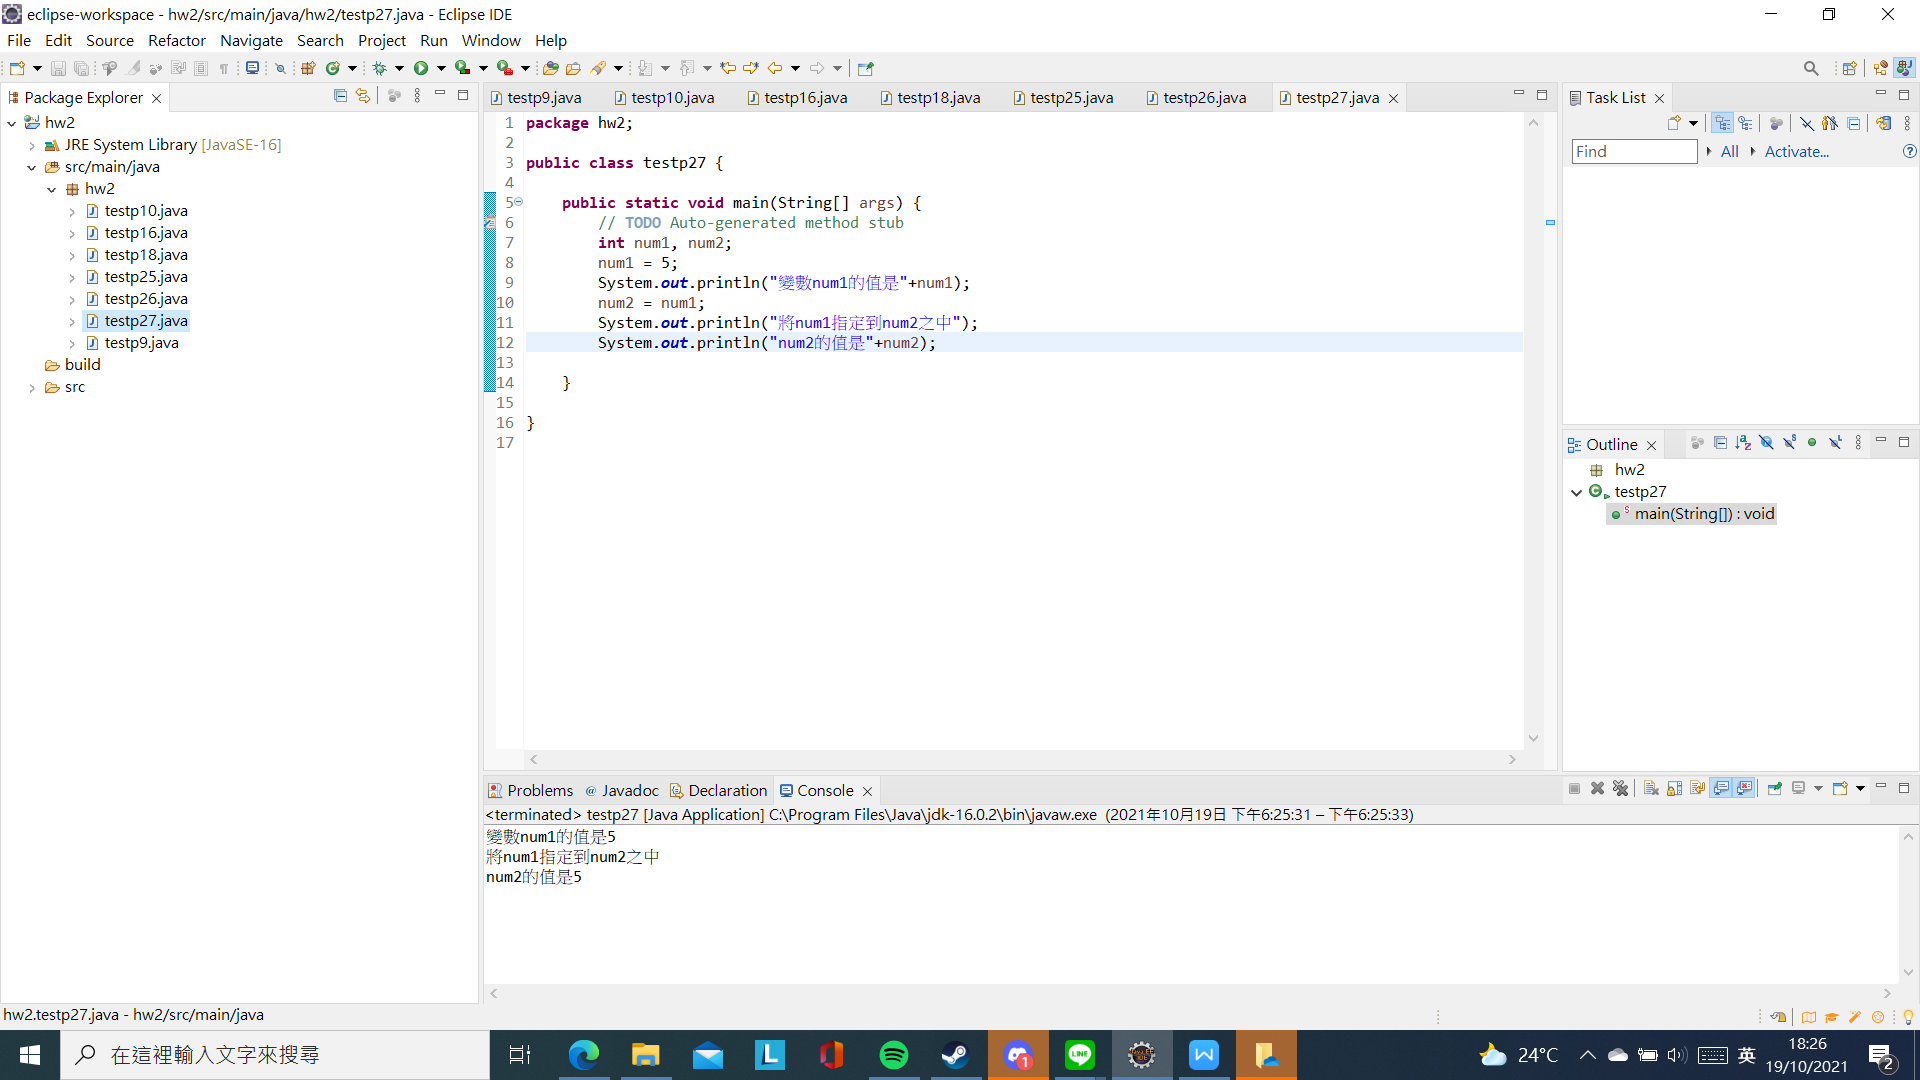 eclipse-workspace - hw2/src/main/java/hw2/testp27.java - Eclipse IDE
File Edit Source Refactor Navigate Search Project Run Window Help
Package Explorer
hw2
JRE System Library [JavaSE-16]
src/main/java
hw2
testp10.java
testp16.java
testp18.java
testp25.java
testp26.java
testp27.java
testp9.java
build
src
testp9.java testp10.java testp16.java testp18.java testp25.java testp26.java testp27.java
1 package hw2;
2
3 public class testp27 {
4
5 public static void main(String[] args) {
6 // TODO Auto-generated method stub
7 int num1, num2;
8 num1 = 5;
9 System.out.println("變數num1的值是"+num1);
10 num2 = num1;
11 System.out.println("將num1指定到num2之中");
12 System.out.println("num2的值是"+num2);
13
14 }
15
16 }
17
Task List
Find All Activate...
Outline
hw2
testp27
main(String[]) : void
Problems @ Javadoc Declaration Console
<terminated> testp27 [Java Application] C:\Program Files\Java\jdk-16.0.2\bin\javaw.exe (2021年10月19日 下午6:25:31 – 下午6:25:33)
變數num1的值是5
將num1指定到num2之中
num2的值是5
hw2.testp27.java - hw2/src/main/java
在這裡輸入文字來搜尋
L
1
LINE
W
24°C
英
18:26
19/10/2021
2